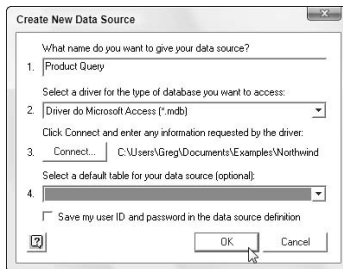 Create New Data Source
What name do you want to give your data source?
1. Product Query
Select a driver for the type of database you want to access:
2. Driver do Microsoft Access (*.mdb)
Click Connect and enter any information requested by the driver:
3. Connect... C:\Users\Greg\Documents\Examples\Northwind
Select a default table for your data source (optional):
4.
Save my user ID and password in the data source definition
OK Cancel